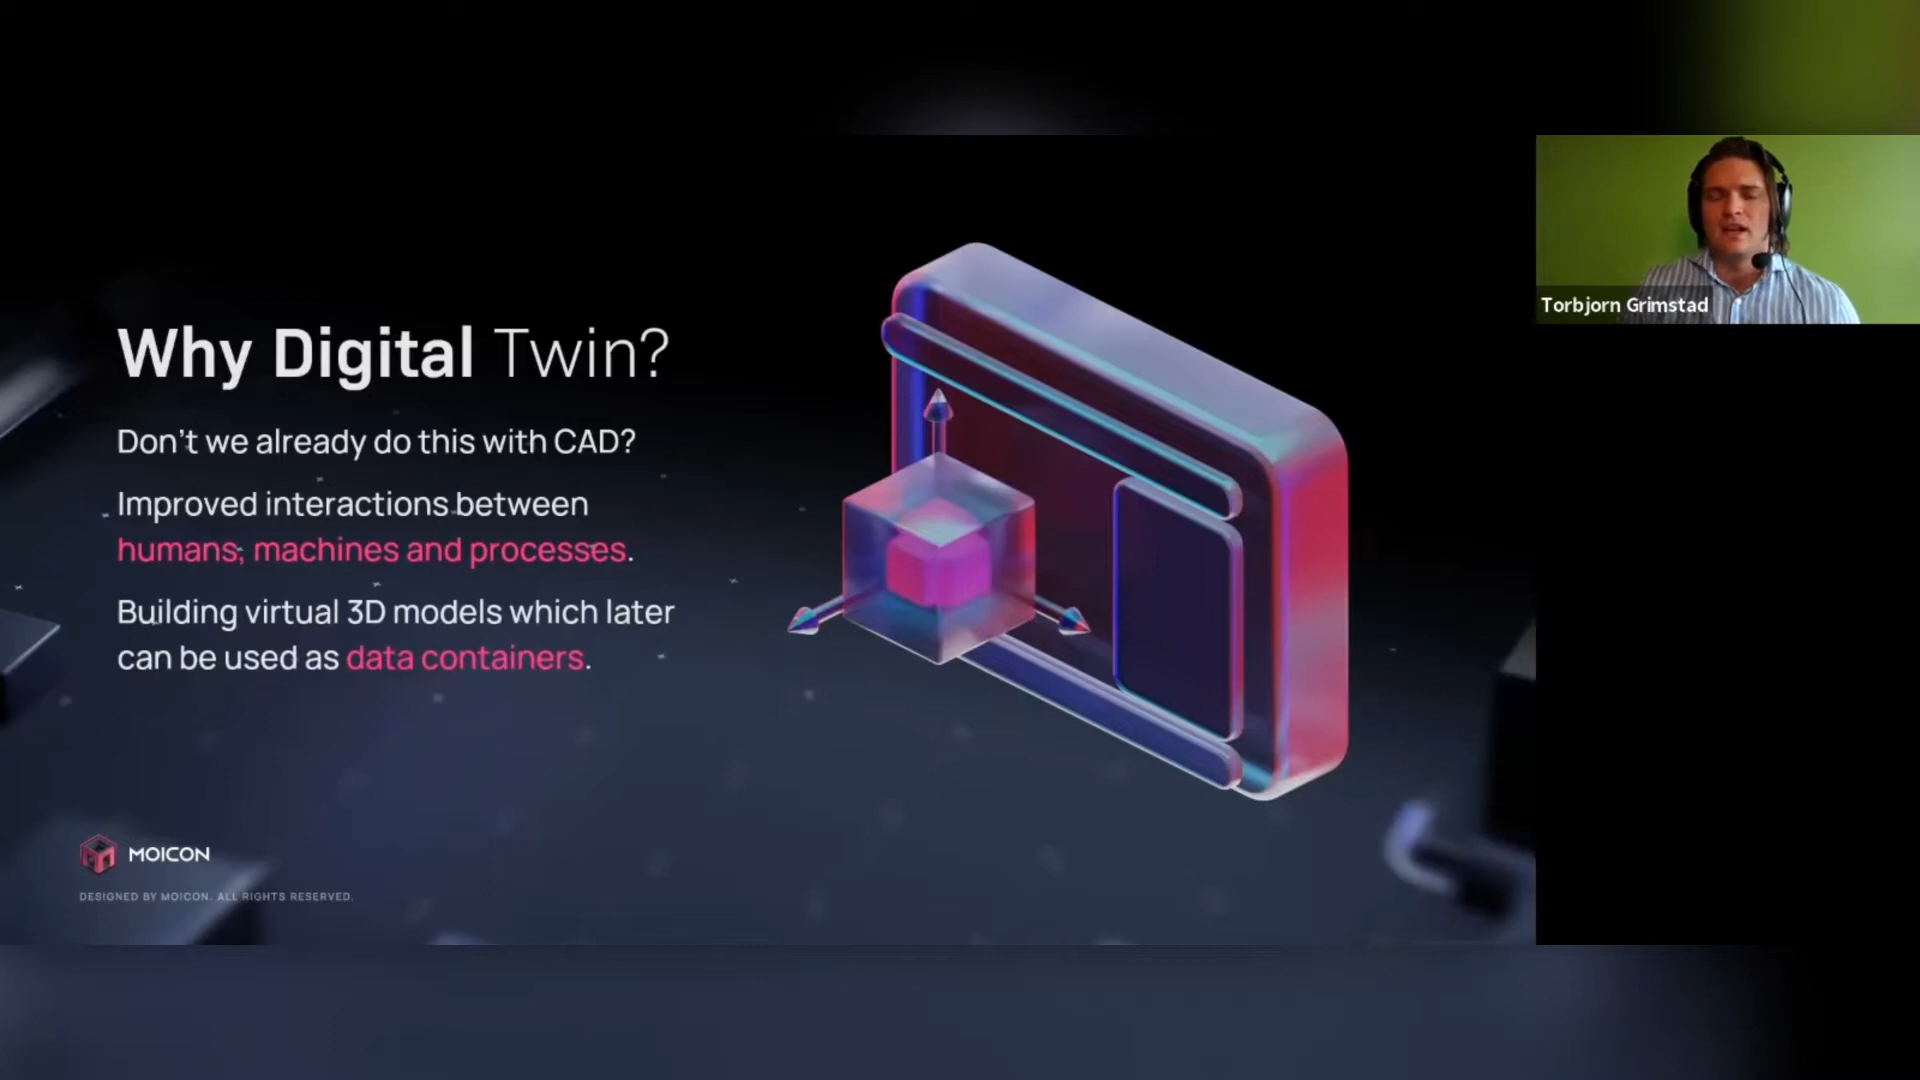 Why Digital Twin?
Don't we already do this with CAD?
Improved interactions between
humans, machines and processes.
Building virtual 3D models which later
can be used as data containers.
MOICON
DESIGNED BY MOICON. ALL RIGHTS RESERVED.
Torbjorn Grimstad